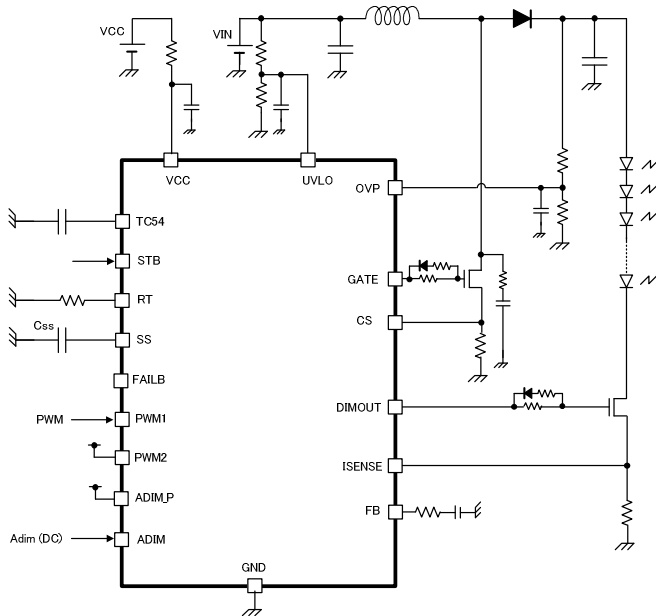 VCC
VIN
VCC
UVLO
OVP
TC54
STB
GATE
RT
CS
Css
SS
FAILB
DIMOUT
PWM
PWM1
PWM2
ISENSE
ADIM_P
FB
Adim (DC)
ADIM
GND